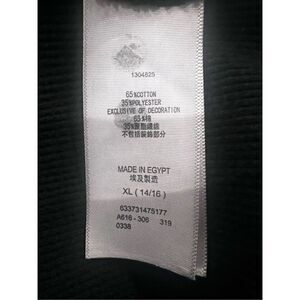 1304825
65%COTTON
35%POLYESTER
EXCLUSIVE OF DECORATION
65%棉
35%聚酯纖維
不包括裝飾部分
MADE IN EGYPT
埃及製造
XL ( 14/16 )
633731475177
A616 - 306 319
0338